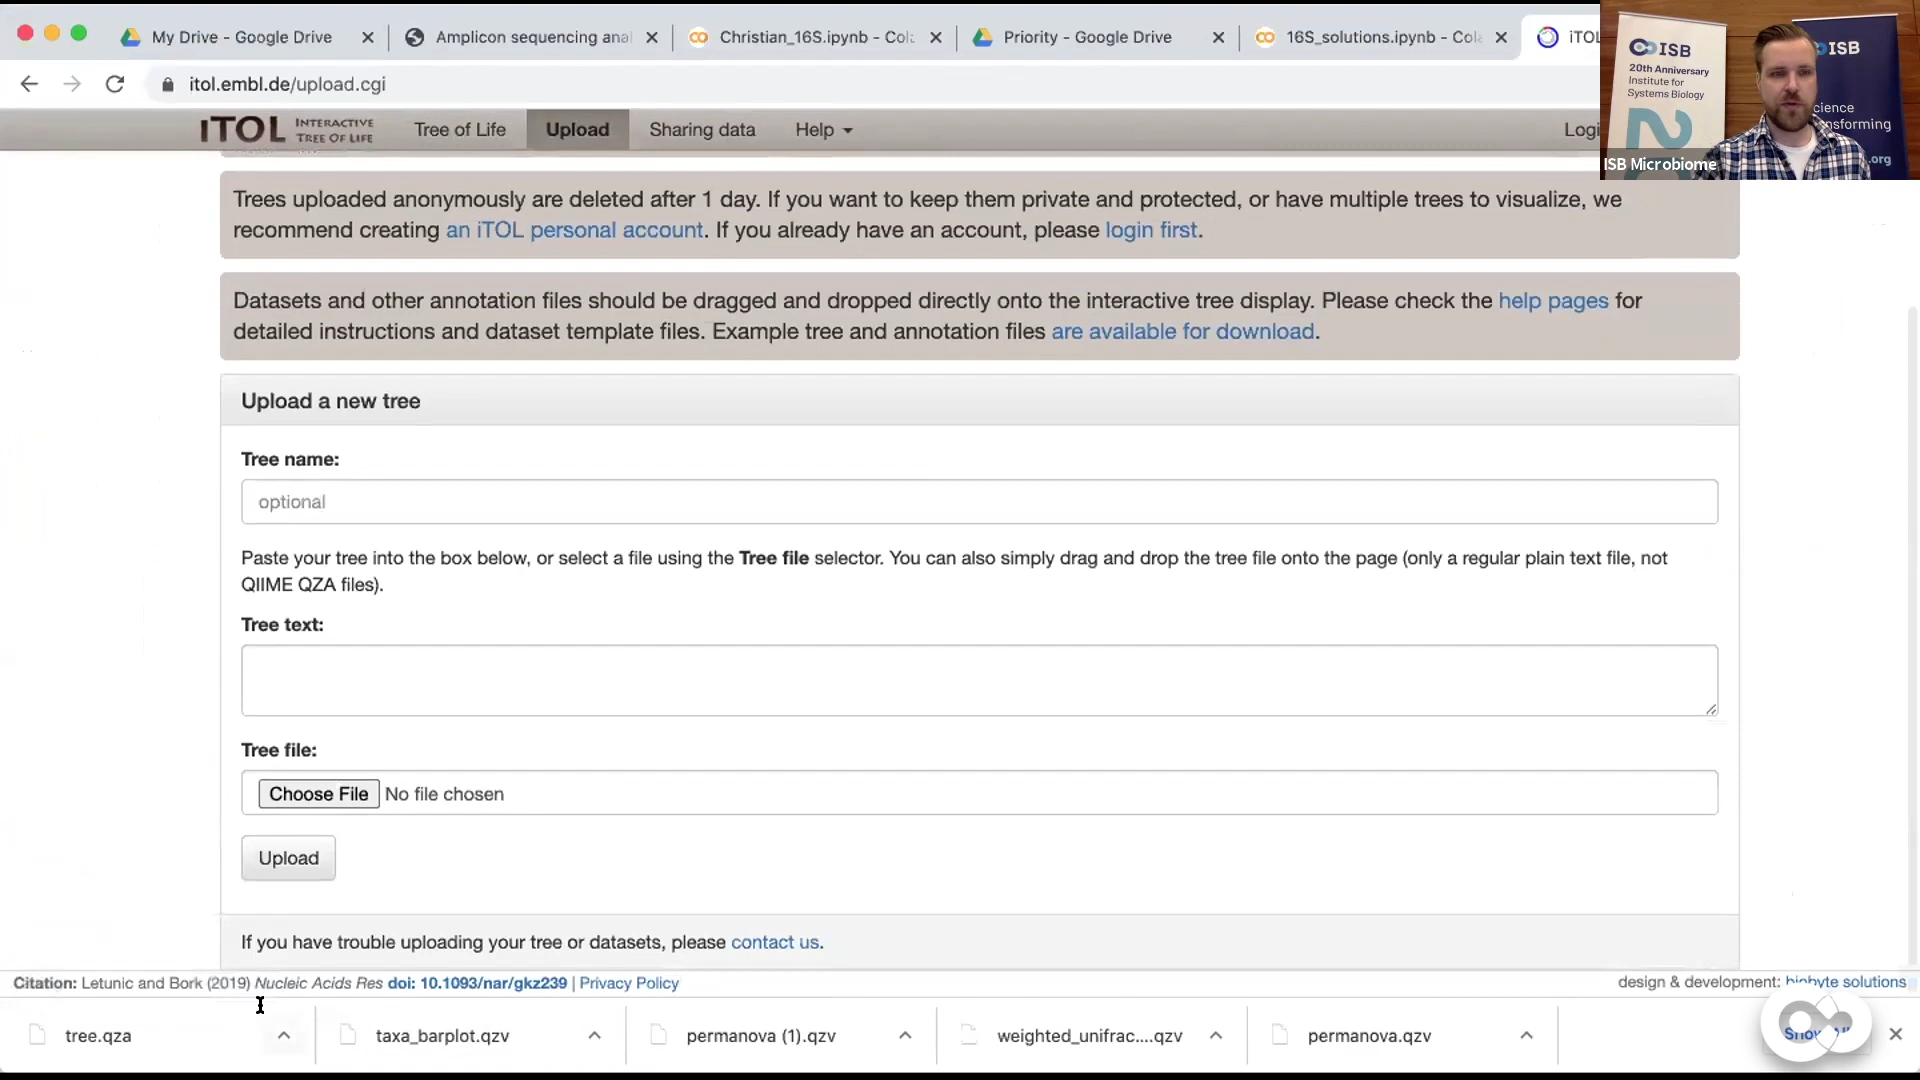 My Drive - Google Drive
Amplicon sequencing anal
Christian_16S.ipynb - Col
Priority - Google Drive
16S_solutions.ipynb - Cola
iTOL
itol.embl.de/upload.cgi
iTOL INTERACTIVE TREE OF LIFE
Tree of Life
Upload
Sharing data
Help
Logi
ISB
20th Anniversary
Institute for
Systems Biology
2
ISB
cience
nsforming
.org
ISB Microbiome
Trees uploaded anonymously are deleted after 1 day. If you want to keep them private and protected, or have multiple trees to visualize, we
recommend creating an iTOL personal account. If you already have an account, please login first.
Datasets and other annotation files should be dragged and dropped directly onto the interactive tree display. Please check the help pages for
detailed instructions and dataset template files. Example tree and annotation files are available for download.
Upload a new tree
Tree name:
optional
Paste your tree into the box below, or select a file using the Tree file selector. You can also simply drag and drop the tree file onto the page (only a regular plain text file, not
QIIME QZA files).
Tree text:
Tree file:
Choose File No file chosen
Upload
If you have trouble uploading your tree or datasets, please contact us.
Citation: Letunic and Bork (2019) Nucleic Acids Res doi: 10.1093/nar/gkz239 | Privacy Policy
design & development: biobyte solutions
tree.qza
taxa_barplot.qzv
permanova (1).qzv
weighted_unifrac....qzv
permanova.qzv